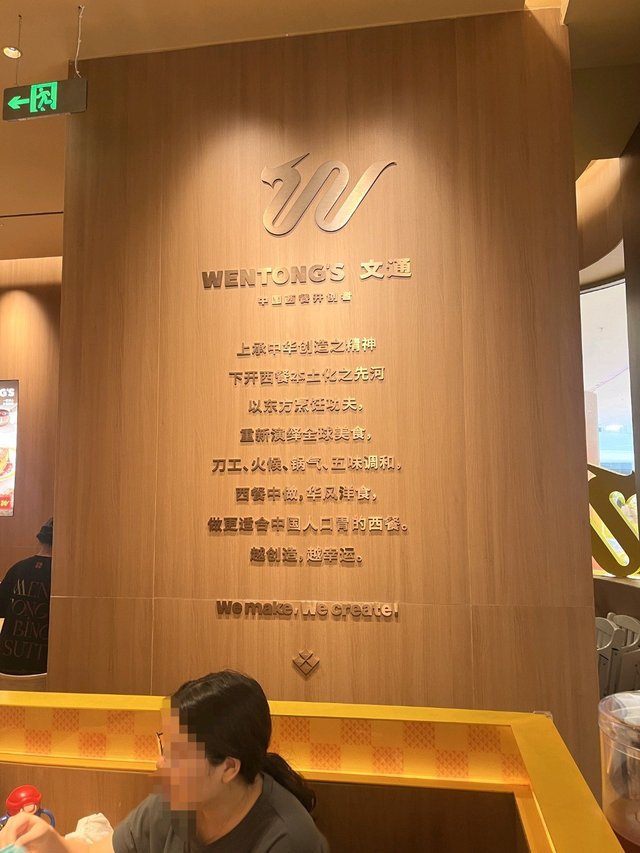 WENTONG'S 文通
中国西餐开创者
上承中华创造之精神
下开西餐本土化之先河
以东方烹饪功夫，
重新演绎全球美食，
刀工、火候、锅气、五味调和，
西餐中做，华风洋食，
做更适合中国人口胃的西餐。
越创造，越幸运。
We make, We create!